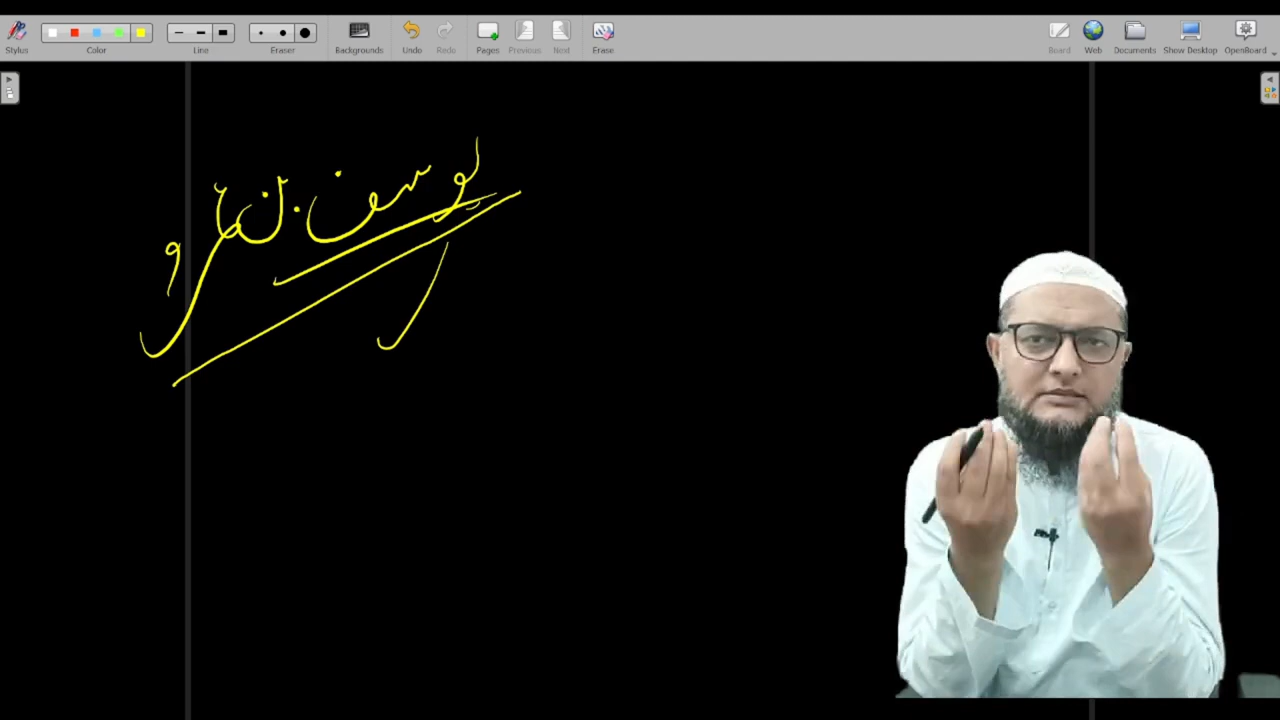 Stylus Color Line Eraser Backgrounds Undo Redo Pages Previous Next Erase Board Web Documents Show Desktop OpenBoard
یوسف بن